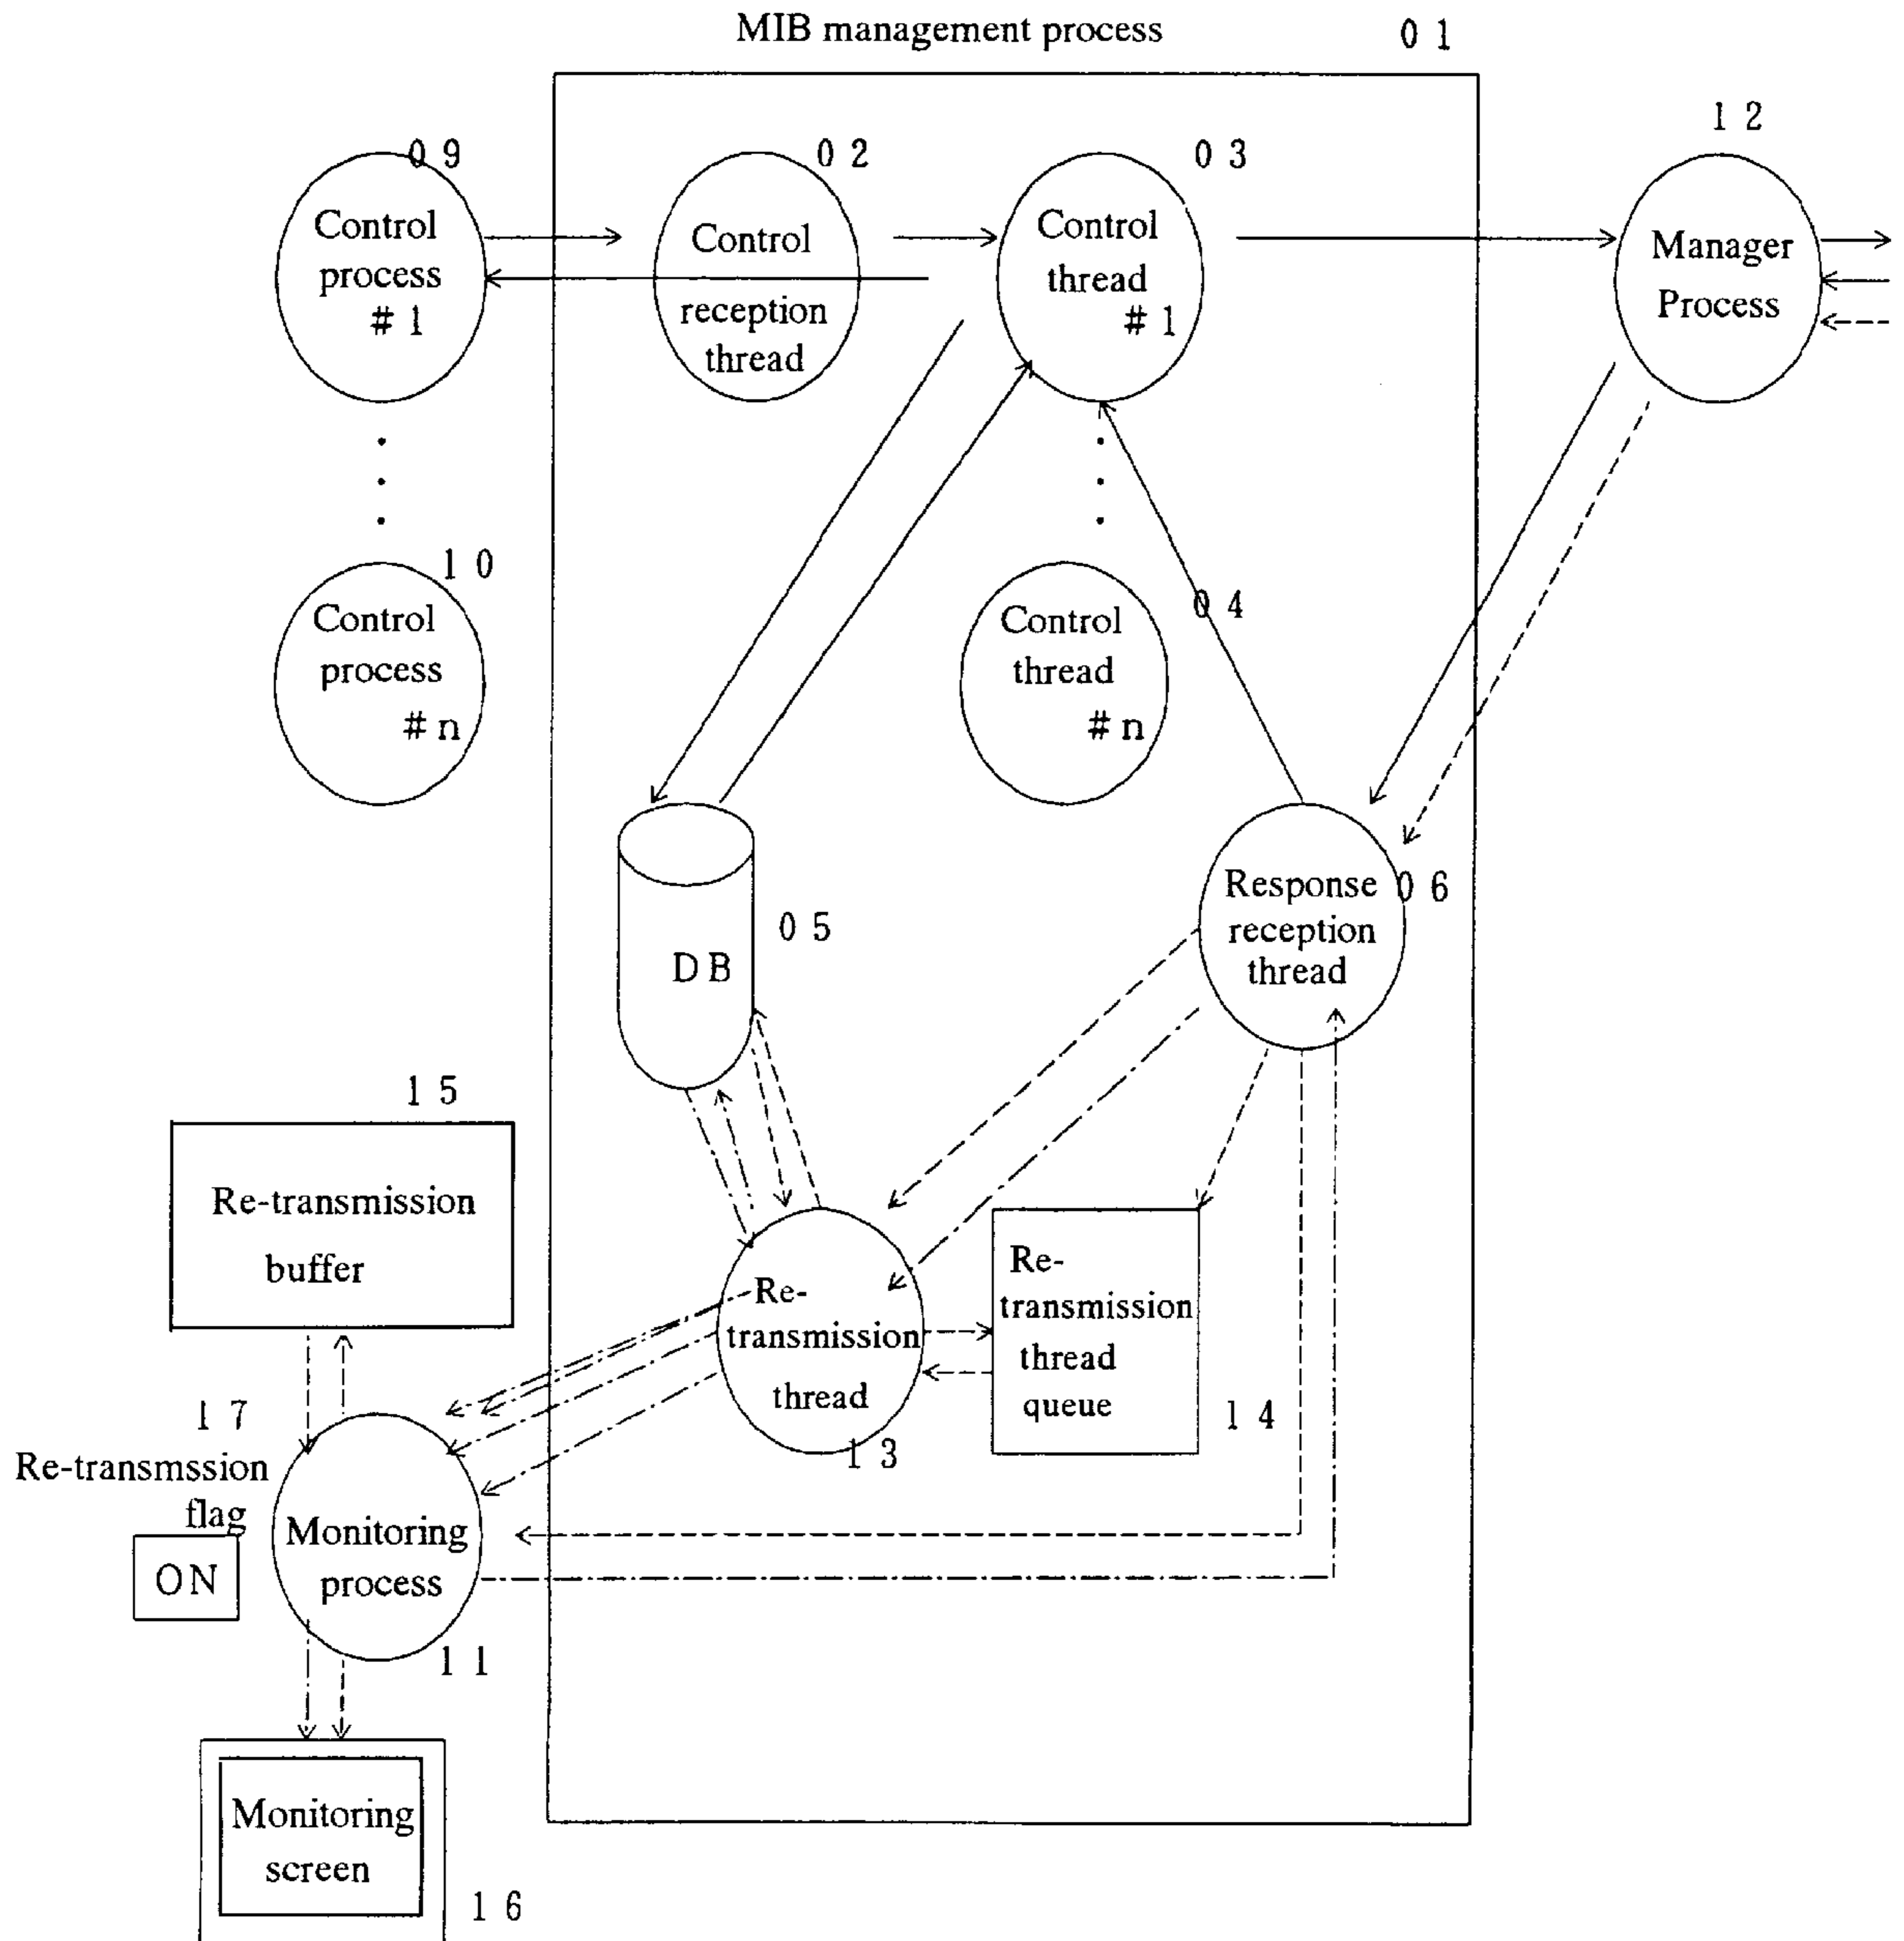 MIB management process
0 1
1 2
0 9
0 2
0 3
Control
process
# 1
Control
reception
thread
Control
thread
# 1
Manager
Process
1 0
Control
process
# n
0 4
Control
thread
# n
DB
0 5
Response
reception
thread
0 6
1 5
Re-transmission
buffer
Re-
transmission
thread
1 3
Re-
transmission
thread
queue
1 4
1 7
Re-transmssion
flag
ON
Monitoring
process
1 1
Monitoring
screen
1 6